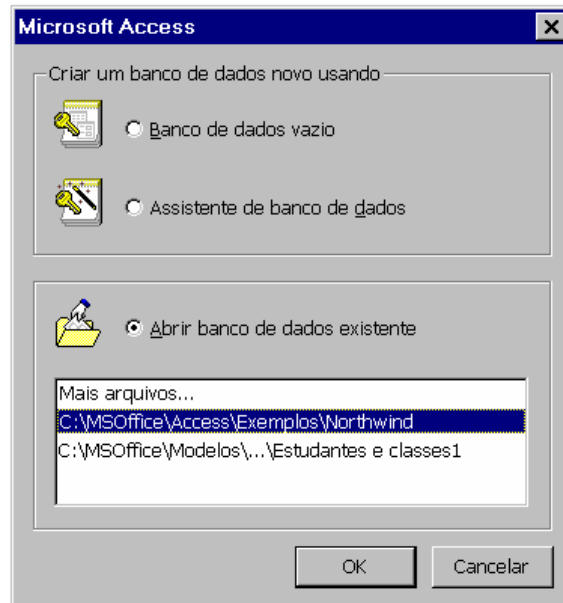 Microsoft Access
Criar um banco de dados novo usando
Banco de dados vazio
Assistente de banco de dados
Abrir banco de dados existente
Mais arquivos...
C:\MSOffice\Access\Exemplos\Northwind
C:\MSOffice\Modelos\...\Estudantes e classes1
OK
Cancelar